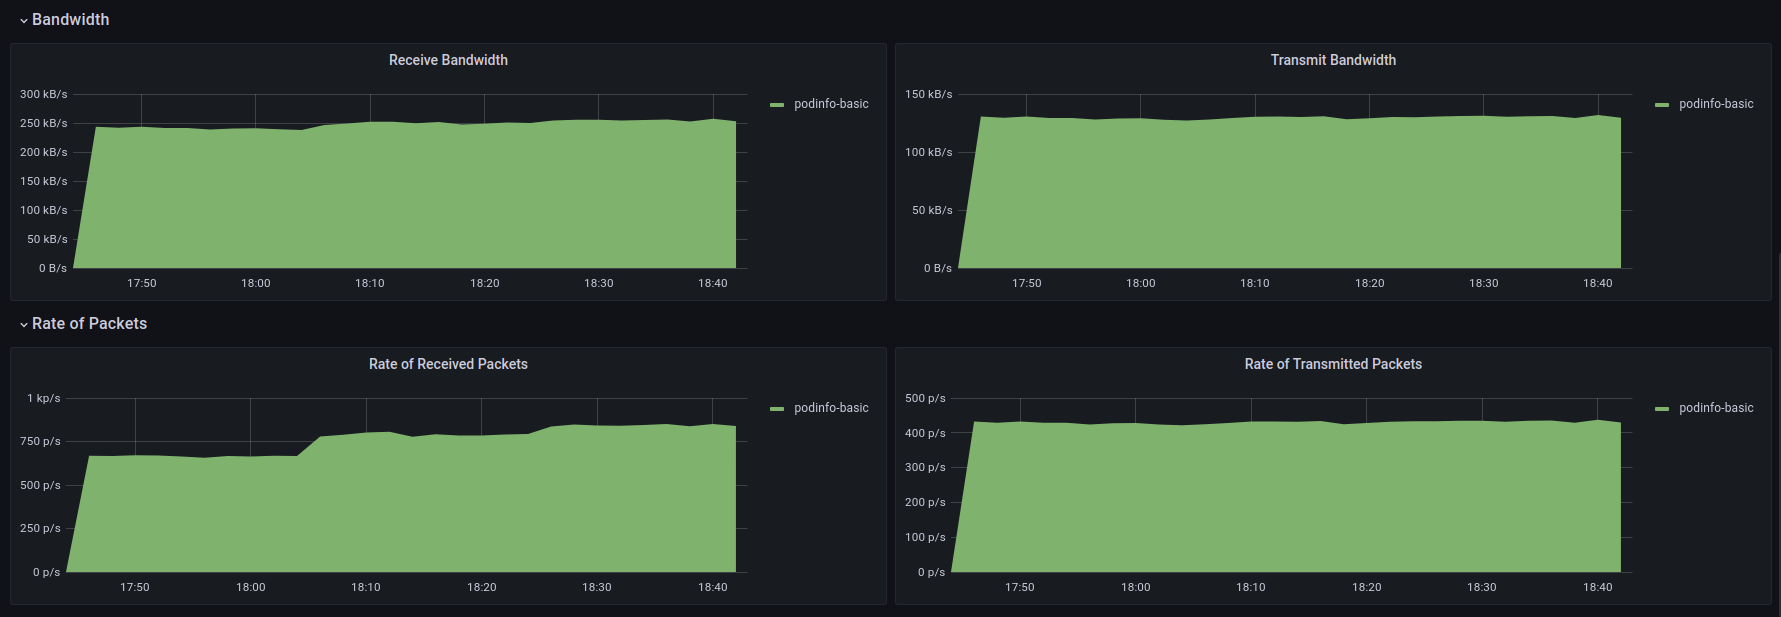 Bandwidth
Receive Bandwidth
300 kB/s
250 kB/s
200 kB/s
150 kB/s
100 kB/s
50 kB/s
0 B/s
17:50 18:00 18:10 18:20 18:30 18:40
podinfo-basic
Transmit Bandwidth
150 kB/s
100 kB/s
50 kB/s
0 B/s
17:50 18:00 18:10 18:20 18:30 18:40
podinfo-basic
Rate of Packets
Rate of Received Packets
1 kp/s
750 p/s
500 p/s
250 p/s
0 p/s
17:50 18:00 18:10 18:20 18:30 18:40
podinfo-basic
Rate of Transmitted Packets
500 p/s
400 p/s
300 p/s
200 p/s
100 p/s
0 p/s
17:50 18:00 18:10 18:20 18:30 18:40
podinfo-basic